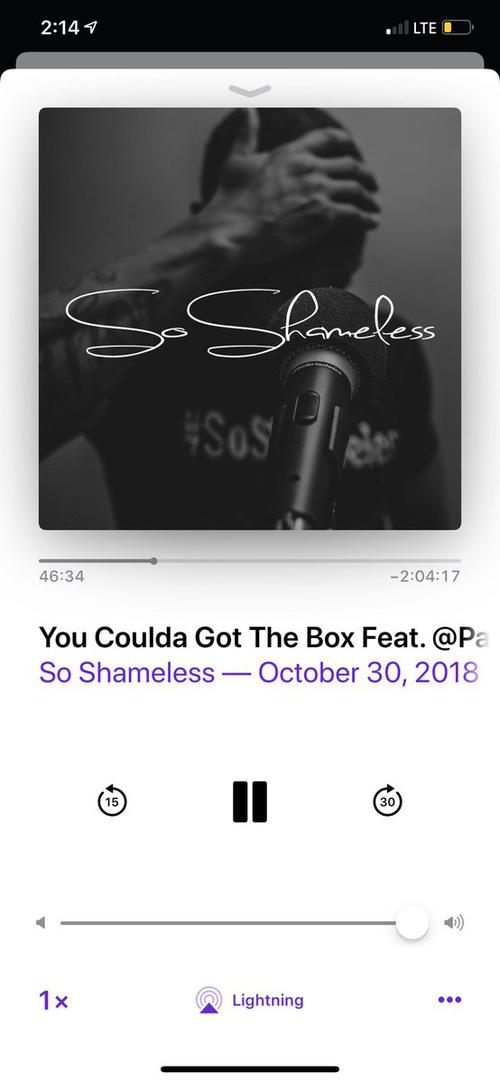 2:14
LTE
So Shameless
#SoS
46:34
−2:04:17
You Coulda Got The Box Feat. @Pa
So Shameless — October 30, 2018
15
30
1×
Lightning